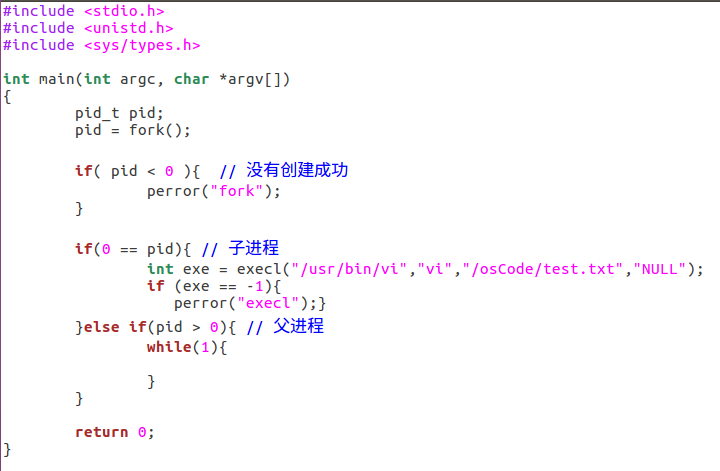 #include <stdio.h>
#include <unistd.h>
#include <sys/types.h>
int main(int argc, char *argv[])
{
pid_t pid;
pid = fork();
if( pid < 0 ){  // 没有创建成功
perror("fork");
}
if(0 == pid){ // 子进程
int exe = execl("/usr/bin/vi","vi","/osCode/test.txt","NULL");
if (exe == -1){
perror("execl");}
}else if(pid > 0){ // 父进程
while(1){
}
}
return 0;
}